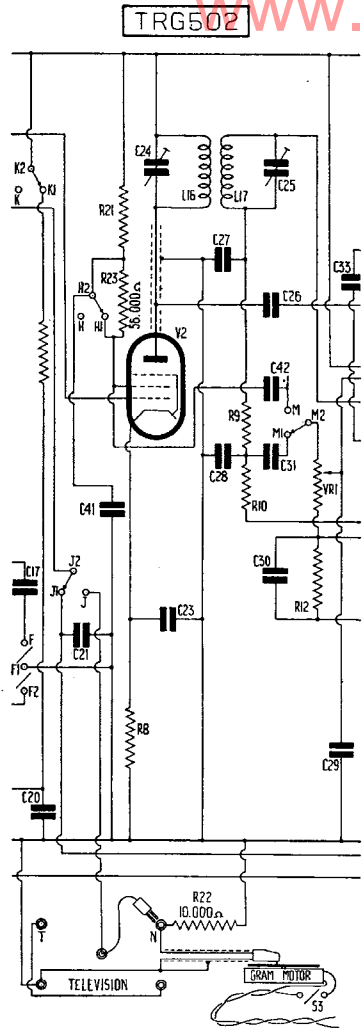 www.
TRG502
K2
K
K1
C24
L16
L17
C25
R21
C27
C33
R23
56.000Ω
H2
H
H1
C26
V2
C42
M
M2
M1
R9
C28
C31
VR1
R10
C41
C17
J2
J1
J
C30
R12
C23
C21
F
F1
F2
R8
C29
C20
R22
10.000Ω
T
N
TELEVISION
GRAM MOTOR
S3